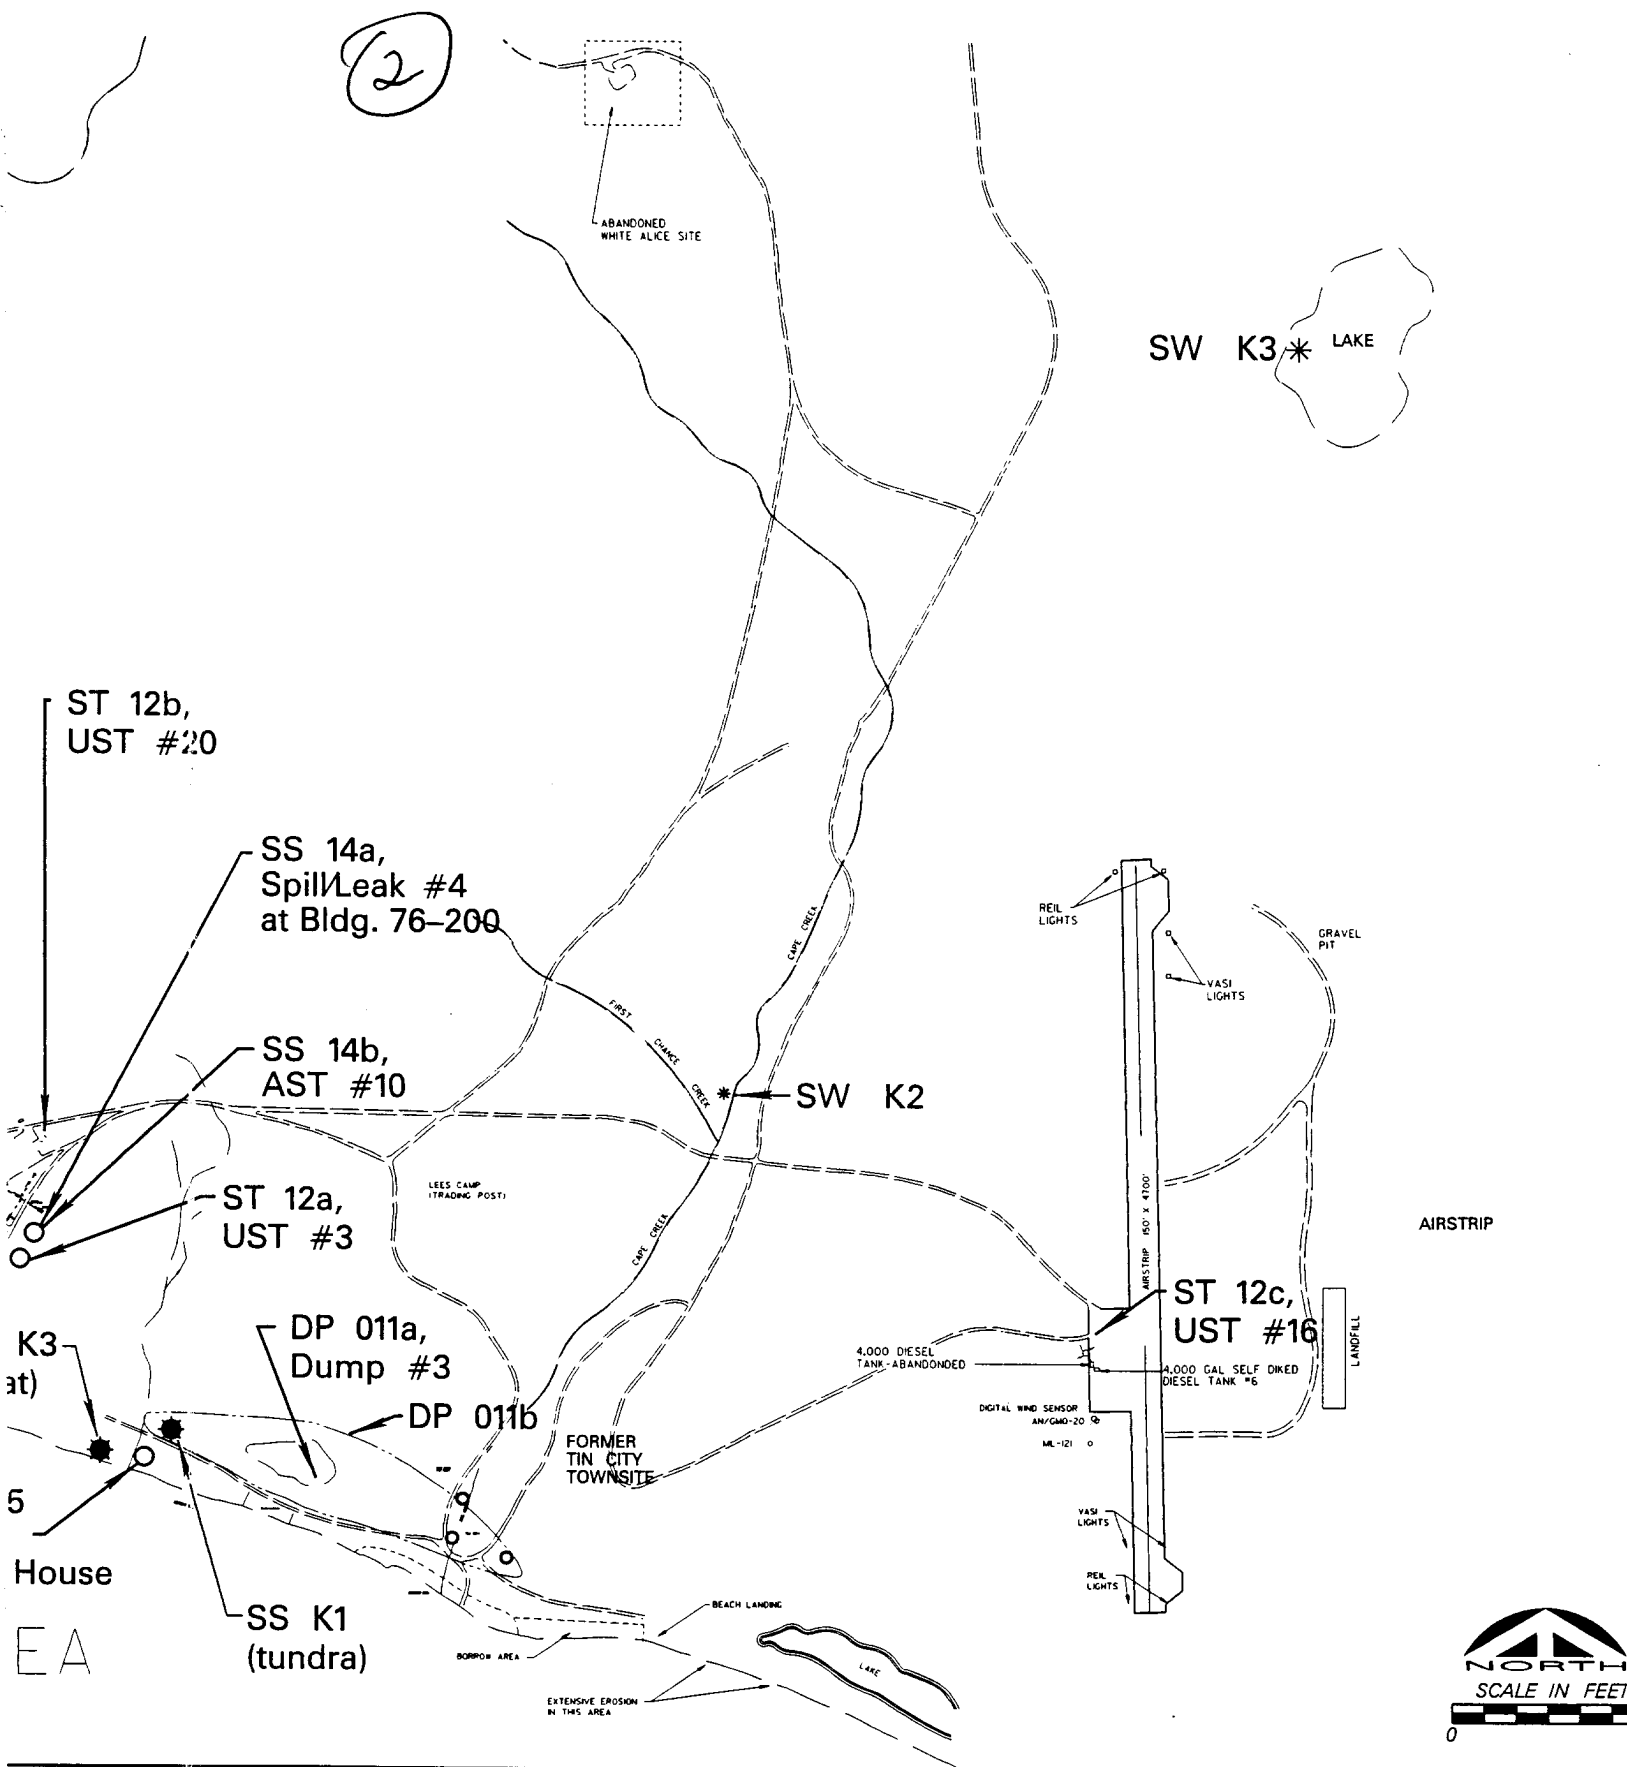 2
ABANDONED
WHITE ALICE SITE
SW K3
LAKE
ST 12b,
UST #20
SS 14a,
Spill/Leak #4
at Bldg. 76-200
REIL
LIGHTS
GRAVEL
PIT
CAPE CREEK
VASI
LIGHTS
FIRST CHANCE CREEK
SS 14b,
AST #10
SW K2
LEES CAMP
(TRADING POST)
ST 12a,
UST #3
CAPE CREEK
AIRSTRIP 150' X 4700'
AIRSTRIP
ST 12c,
UST #16
LANDFILL
K3
at)
DP 011a,
Dump #3
4,000 DIESEL
TANK-ABANDONDED
4,000 GAL SELF DIKED
DIESEL TANK #6
DP 011b
DIGITAL WIND SENSOR
AN/GMQ-20
ML-121
FORMER
TIN CITY
TOWNSITE
5
VASI
LIGHTS
House
REIL
LIGHTS
SS K1
(tundra)
BEACH LANDING
EA
BORROW AREA
LAKE
EXTENSIVE EROSION
IN THIS AREA
NORTH
SCALE IN FEET
0